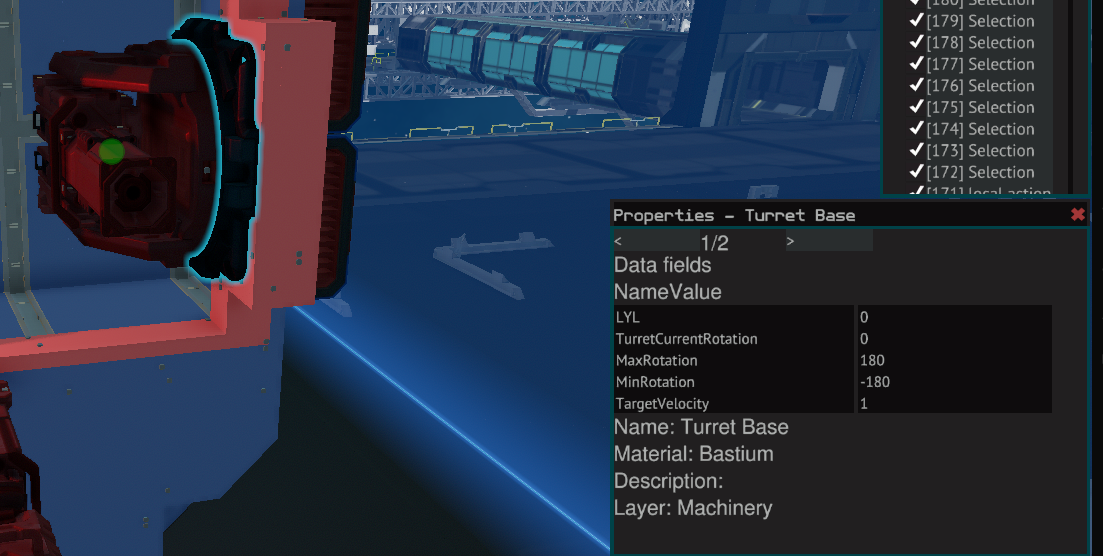 [180] Selection
[179] Selection
[178] Selection
[177] Selection
[176] Selection
[175] Selection
[174] Selection
[173] Selection
[172] Selection
[171] local action
Properties - Turret Base
< 1/2 >
Data fields
NameValue
LYL 0
TurretCurrentRotation 0
MaxRotation 180
MinRotation -180
TargetVelocity 1
Name: Turret Base
Material: Bastium
Description:
Layer: Machinery